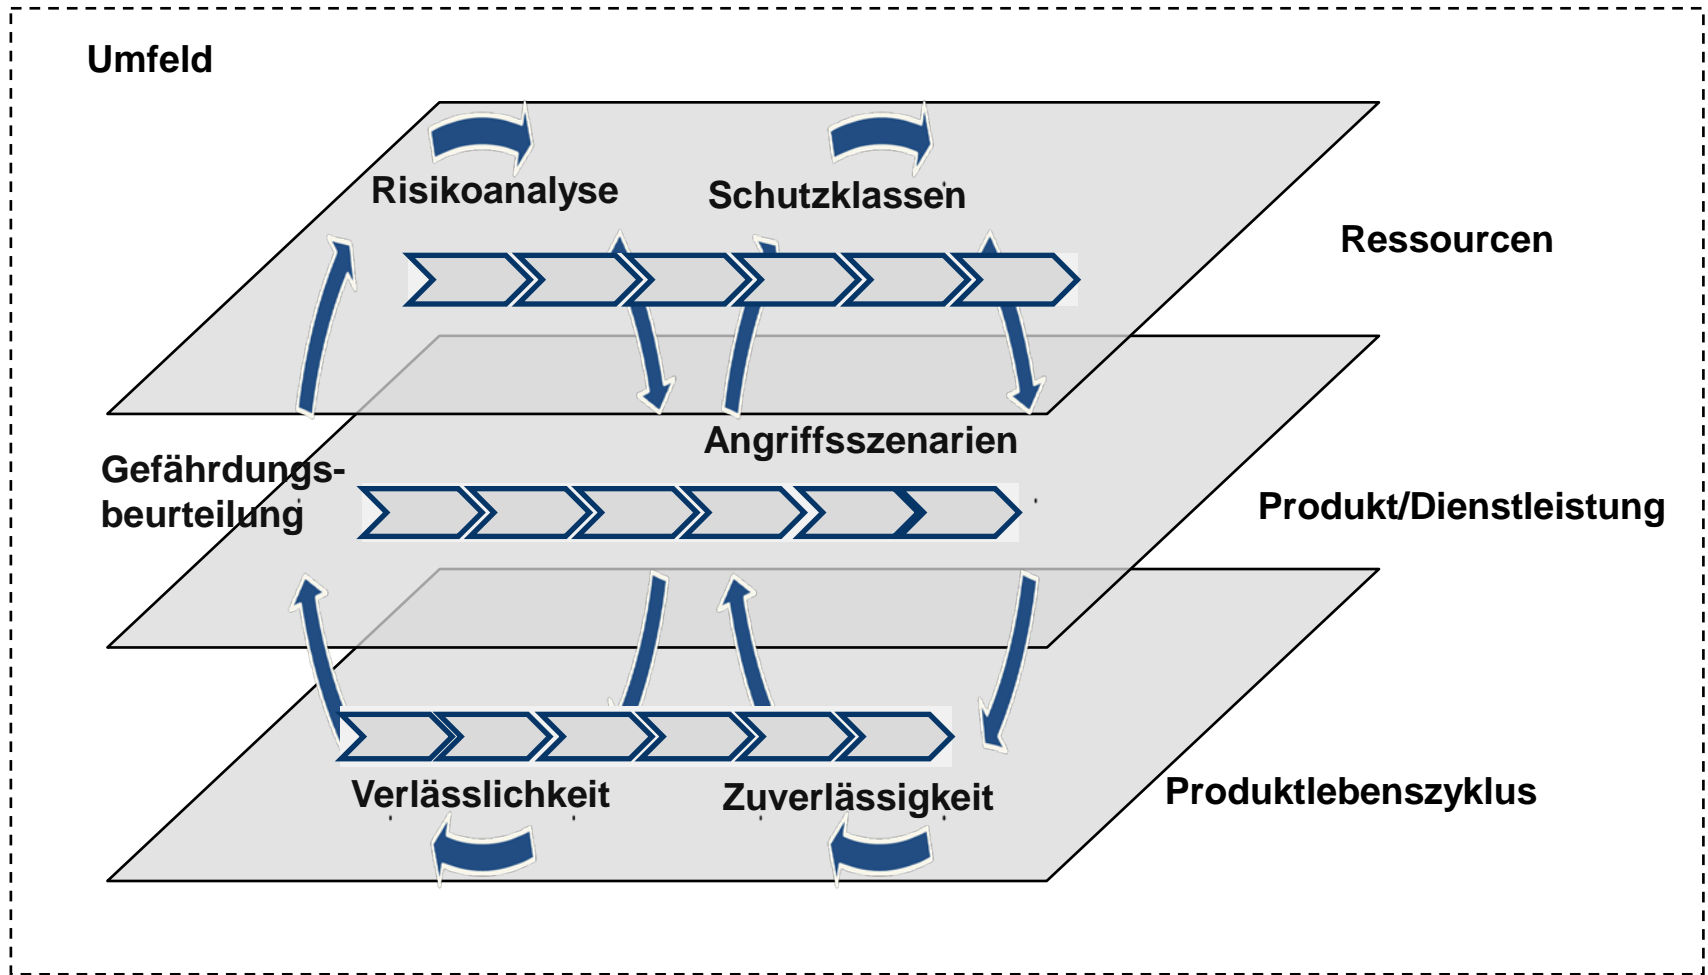 Umfeld
Risikoanalyse
Schutzklassen
Ressourcen
Angriffsszenarien
Gefährdungs-
beurteilung
Produkt/Dienstleistung
Verlässlichkeit
Zuverlässigkeit
Produktlebenszyklus